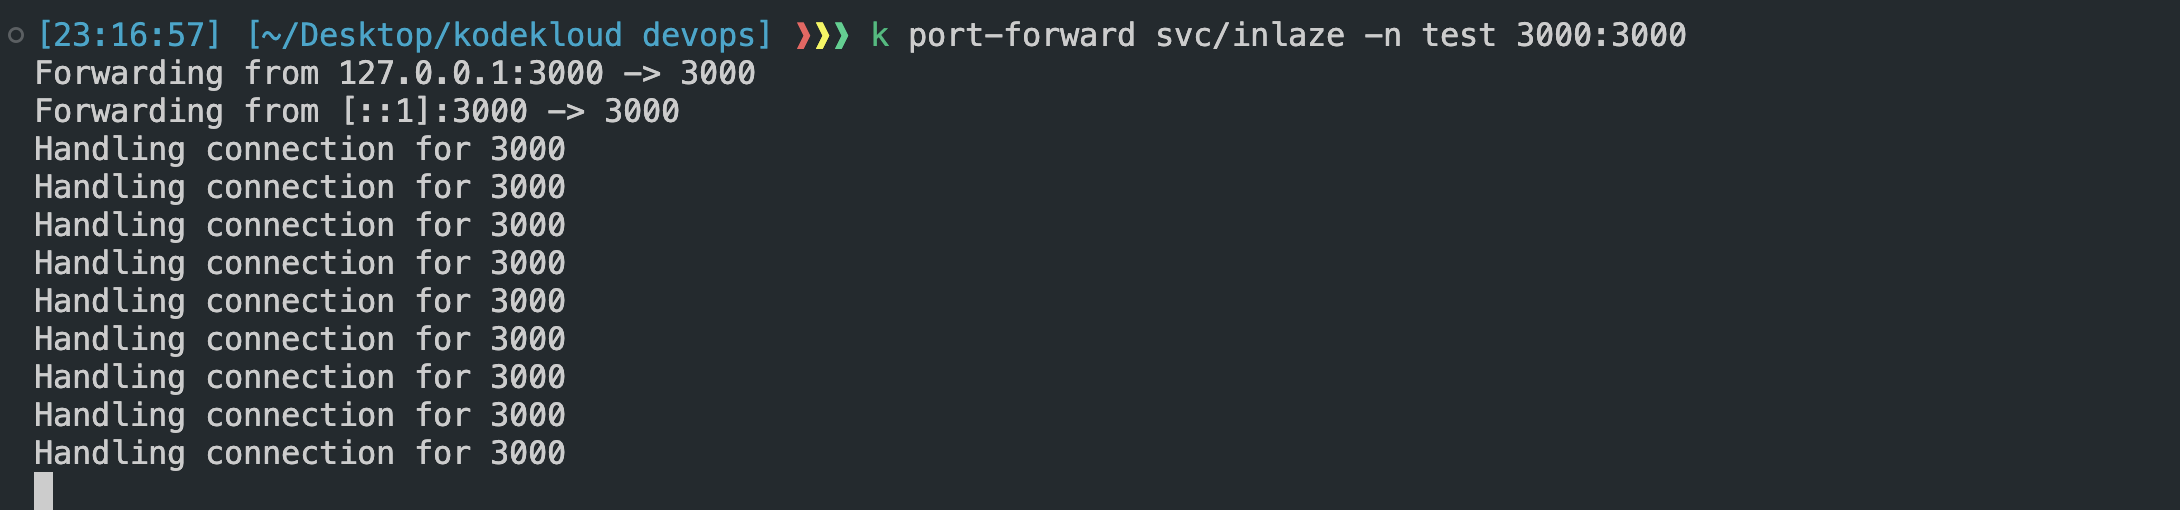 [23:16:57] [~/Desktop/kodekloud devops] ❯❯❯ k port-forward svc/inlaze -n test 3000:3000
Forwarding from 127.0.0.1:3000 -> 3000
Forwarding from [::1]:3000 -> 3000
Handling connection for 3000
Handling connection for 3000
Handling connection for 3000
Handling connection for 3000
Handling connection for 3000
Handling connection for 3000
Handling connection for 3000
Handling connection for 3000
Handling connection for 3000